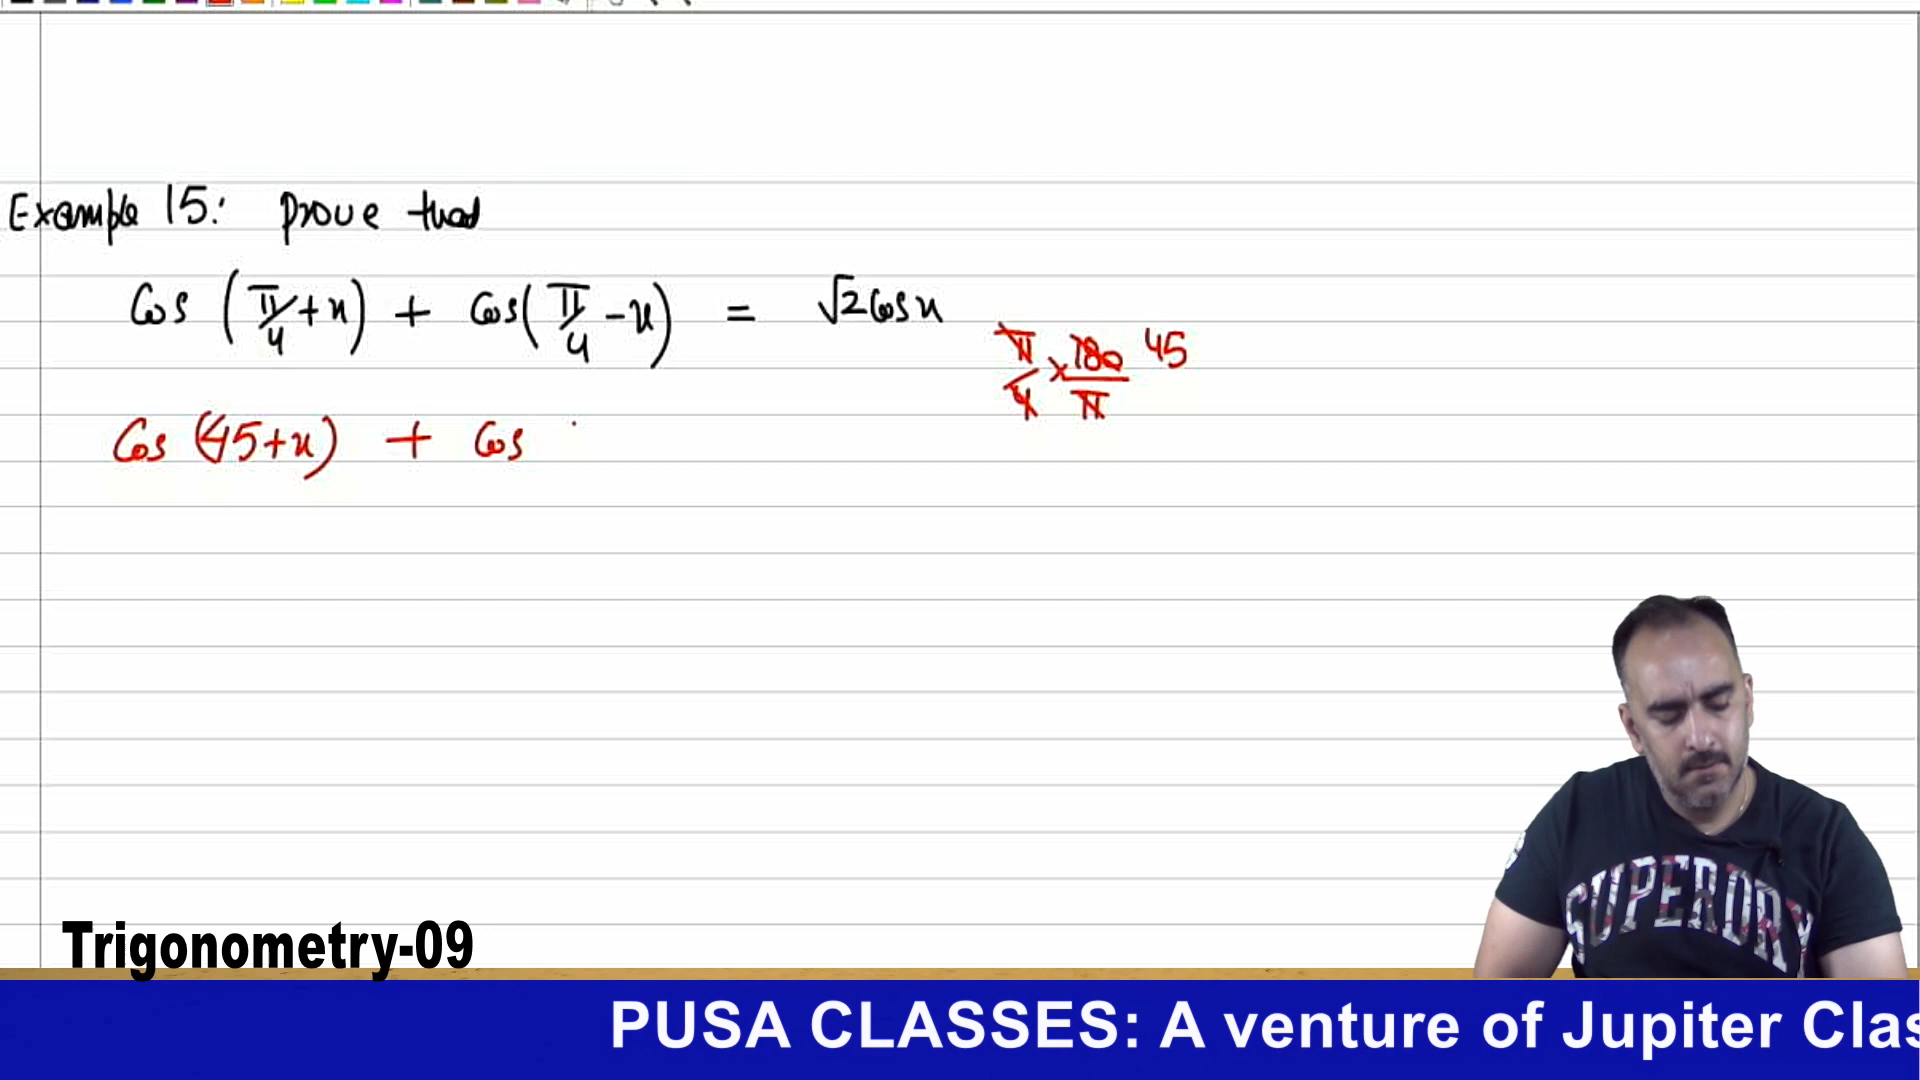 Example 15: Prove that
Cos (π/4 + x) + Cos (π/4 - x) = √2 Cos x
π/4 × 180/π 45
Cos (45+x) + Cos
SUPERDRY
Trigonometry-09
PUSA CLASSES: A venture of Jupiter Clas